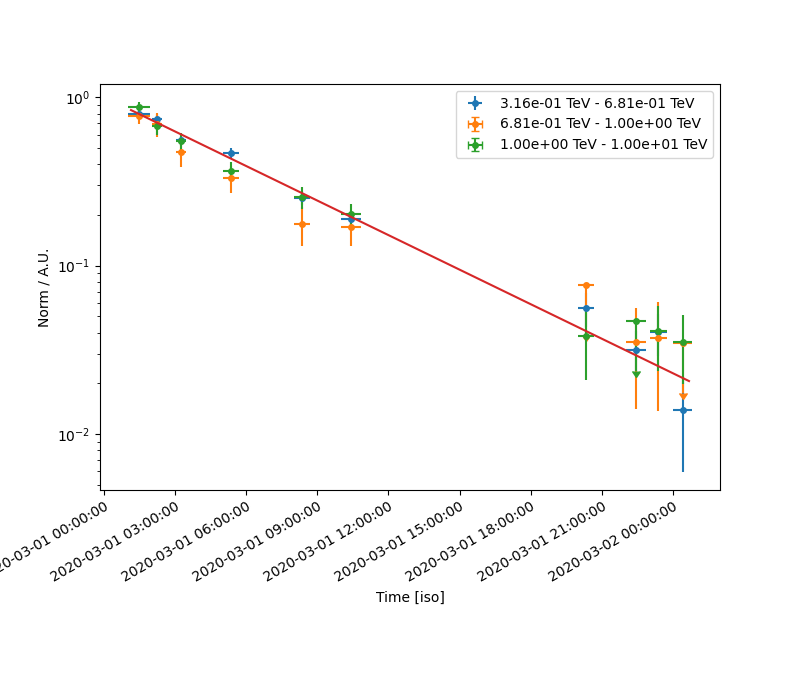 3.16e-01 TeV - 6.81e-01 TeV
6.81e-01 TeV - 1.00e+00 TeV
1.00e+00 TeV - 1.00e+01 TeV
10⁰
10⁻¹
10⁻²
Norm / A.U.
20-03-01 00:00:00
2020-03-01 03:00:00
2020-03-01 06:00:00
2020-03-01 09:00:00
2020-03-01 12:00:00
2020-03-01 15:00:00
2020-03-01 18:00:00
2020-03-01 21:00:00
2020-03-02 00:00:00
Time [iso]